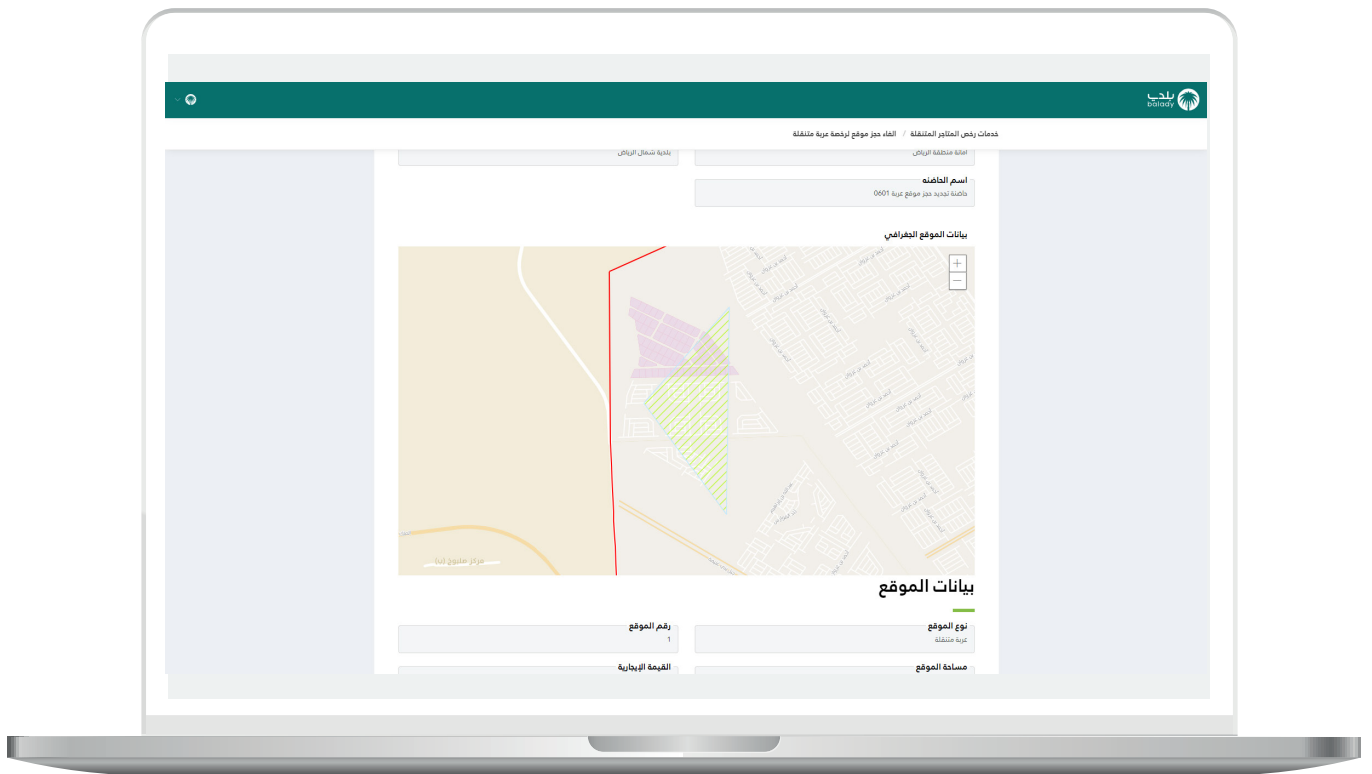 بلدي
balady
خدمات رخص المتاجر المتنقلة / الغاء حجز موقع لرخصة عربة متنقلة
امانة منطقة الرياض
بلدية شمال الرياض
اسم الحاضنه
حاضنة تجديد حجز موقع عربة 0601
بيانات الموقع الجغرافي
+
−
بيانات الموقع
نوع الموقع
عربة متنقلة
رقم الموقع
1
مساحة الموقع
القيمة الإيجارية